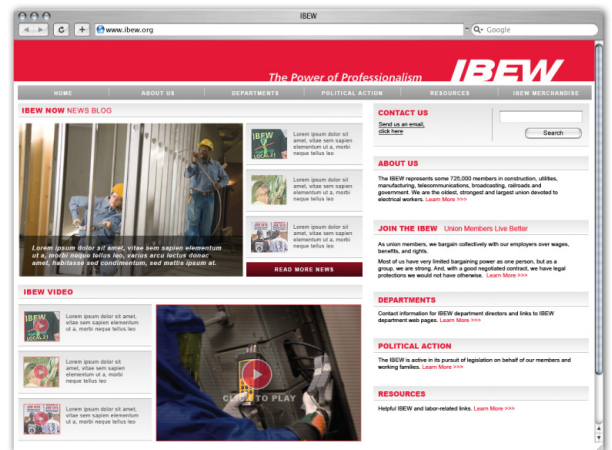 IBEW
www.ibew.org
Google
The Power of Professionalism
IBEW
HOME
ABOUT US
DEPARTMENTS
POLITICAL ACTION
RESOURCES
IBEW MERCHANDISE
IBEW NOW NEWS BLOG
Lorem ipsum dolor sit amet, vitae sem sapien elementum
ut a, morbi neque tellus leo, varius arcu lectus donec
amet, habitasse sed condimentum, sed mattis ipsum at.
IBEW
LOCAL 21
Lorem ipsum dolor sit
amet, vitae sem sapien
elementum ut a, morbi
neque tellus leo
Lorem ipsum dolor sit
amet, vitae sem sapien
elementum ut a, morbi
neque tellus leo
Lorem ipsum dolor sit
amet, vitae sem sapien
elementum ut a, morbi
neque tellus leo
READ MORE NEWS
IBEW VIDEO
IBEW
LOCAL 21
Lorem ipsum dolor sit amet,
vitae sem sapien elementum
ut a, morbi neque tellus leo
Lorem ipsum dolor sit amet,
vitae sem sapien elementum
ut a, morbi neque tellus leo
Lorem ipsum dolor sit amet,
vitae sem sapien elementum
ut a, morbi neque tellus leo
CLICK TO PLAY
CONTACT US
Send us an email,
click here
Search
ABOUT US
The IBEW represents some 725,000 members in construction, utilities,
manufacturing, telecommunications, broadcasting, railroads and
government. We are the oldest, strongest and largest union devoted to
electrical workers. Learn More >>>
JOIN THE IBEW Union Members Live Better
As union members, we bargain collectively with our employers over wages,
benefits, and rights.
Most of us have very limited bargaining power as one person, but as a
group, we are strong. And, with a good negotiated contract, we have legal
protections we would not have otherwise. Learn More >>>
DEPARTMENTS
Contact information for IBEW department directors and links to IBEW
department web pages. Learn More >>>
POLITICAL ACTION
The IBEW is active in its pursuit of legislation on behalf of our members and
working families. Learn More >>>
RESOURCES
Helpful IBEW and labor-related links. Learn More >>>